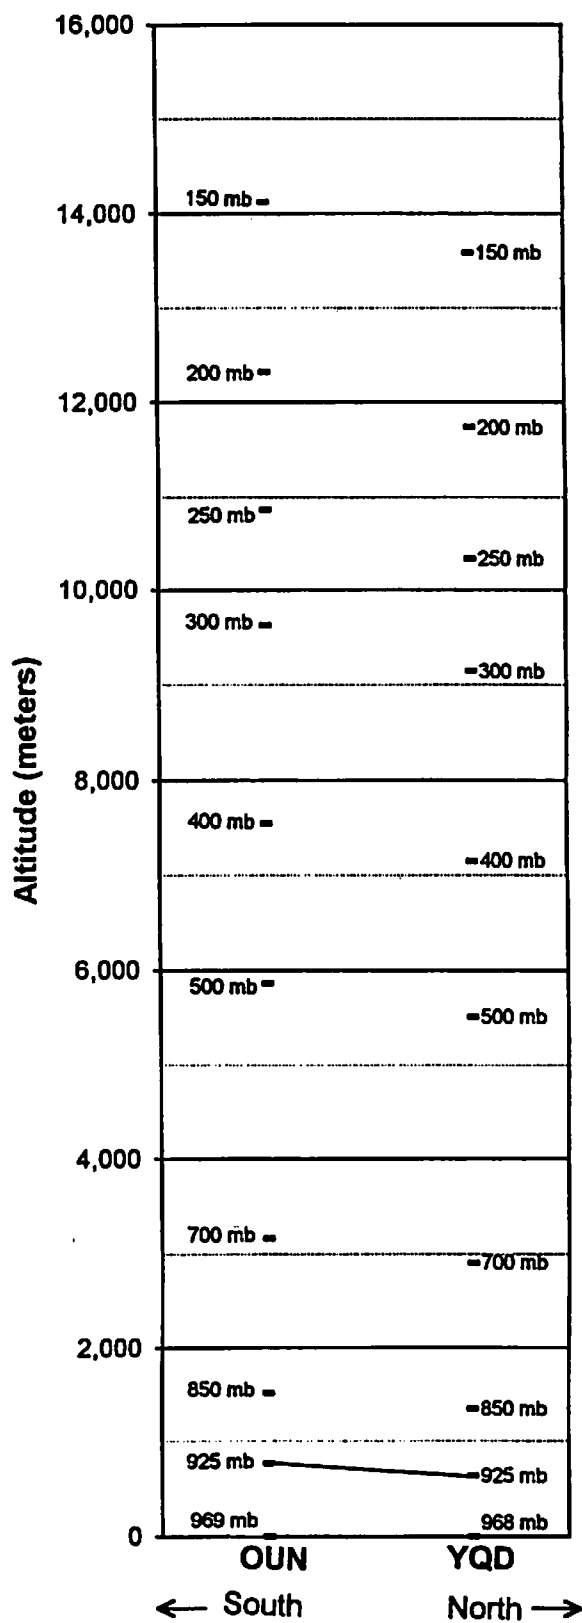 16,000
150 mb
14,000
150 mb
200 mb
12,000
200 mb
250 mb
250 mb
10,000
300 mb
300 mb
Altitude (meters)
8,000
400 mb
400 mb
6,000
500 mb
500 mb
4,000
700 mb
700 mb
2,000
850 mb
850 mb
925 mb
925 mb
969 mb
968 mb
0
OUN YQD
← South North →